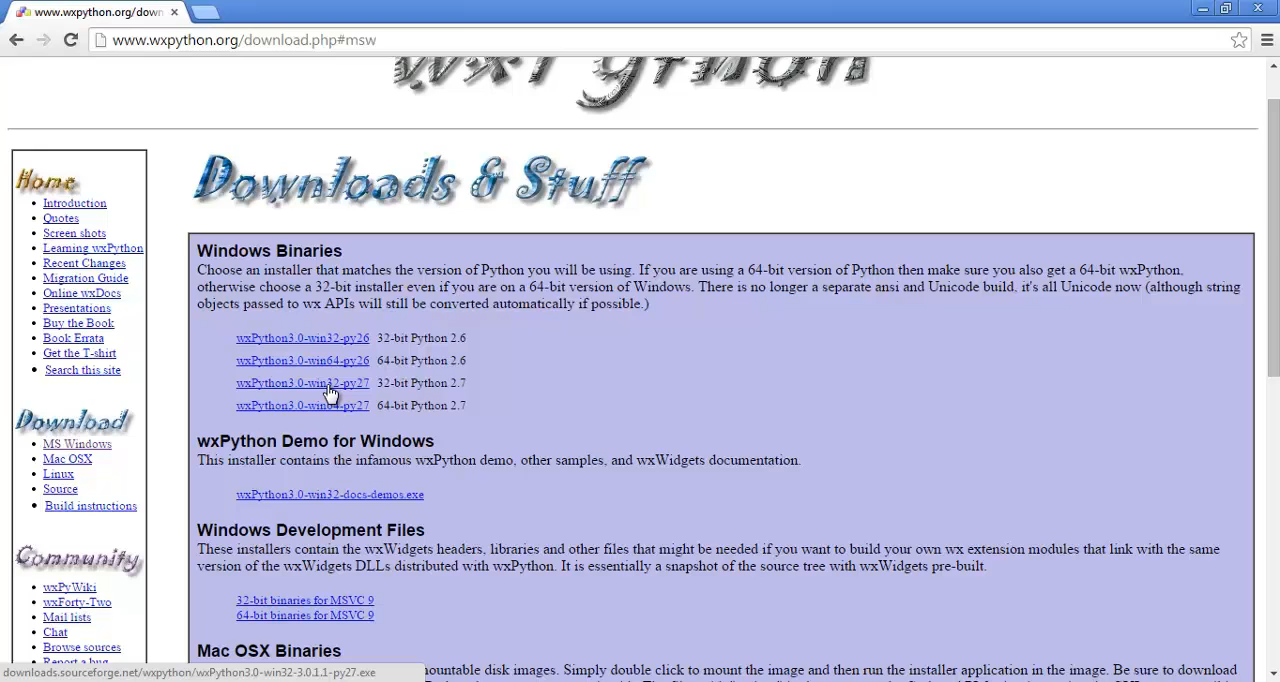 www.wxpython.org/down
www.wxpython.org/download.php#msw
wxPython
Downloads & Stuff
Home
Introduction
Quotes
Screen shots
Learning wxPython
Recent Changes
Migration Guide
Online wxDocs
Presentations
Buy the Book
Book Errata
Get the T-shirt
Search this site
Download
MS Windows
Mac OSX
Linux
Source
Build instructions
Community
wxPyWiki
wxForty-Two
Mail lists
Chat
Browse sources
Report a bug
Windows Binaries
Choose an installer that matches the version of Python you will be using. If you are using a 64-bit version of Python then make sure you also get a 64-bit wxPython,
otherwise choose a 32-bit installer even if you are on a 64-bit version of Windows. There is no longer a separate ansi and Unicode build, it's all Unicode now (although string
objects passed to wx APIs will still be converted automatically if possible.)
wxPython3.0-win32-py26 32-bit Python 2.6
wxPython3.0-win64-py26 64-bit Python 2.6
wxPython3.0-win32-py27 32-bit Python 2.7
wxPython3.0-win64-py27 64-bit Python 2.7
wxPython Demo for Windows
This installer contains the infamous wxPython demo, other samples, and wxWidgets documentation.
wxPython3.0-win32-docs-demos.exe
Windows Development Files
These installers contain the wxWidgets headers, libraries and other files that might be needed if you want to build your own wx extension modules that link with the same
version of the wxWidgets DLLs distributed with wxPython. It is essentially a snapshot of the source tree with wxWidgets pre-built.
32-bit binaries for MSVC 9
64-bit binaries for MSVC 9
Mac OSX Binaries
mountable disk images. Simply double click to mount the image and then run the installer application in the image. Be sure to download
downloads.sourceforge.net/wxpython/wxPython3.0-win32-3.0.1.1-py27.exe